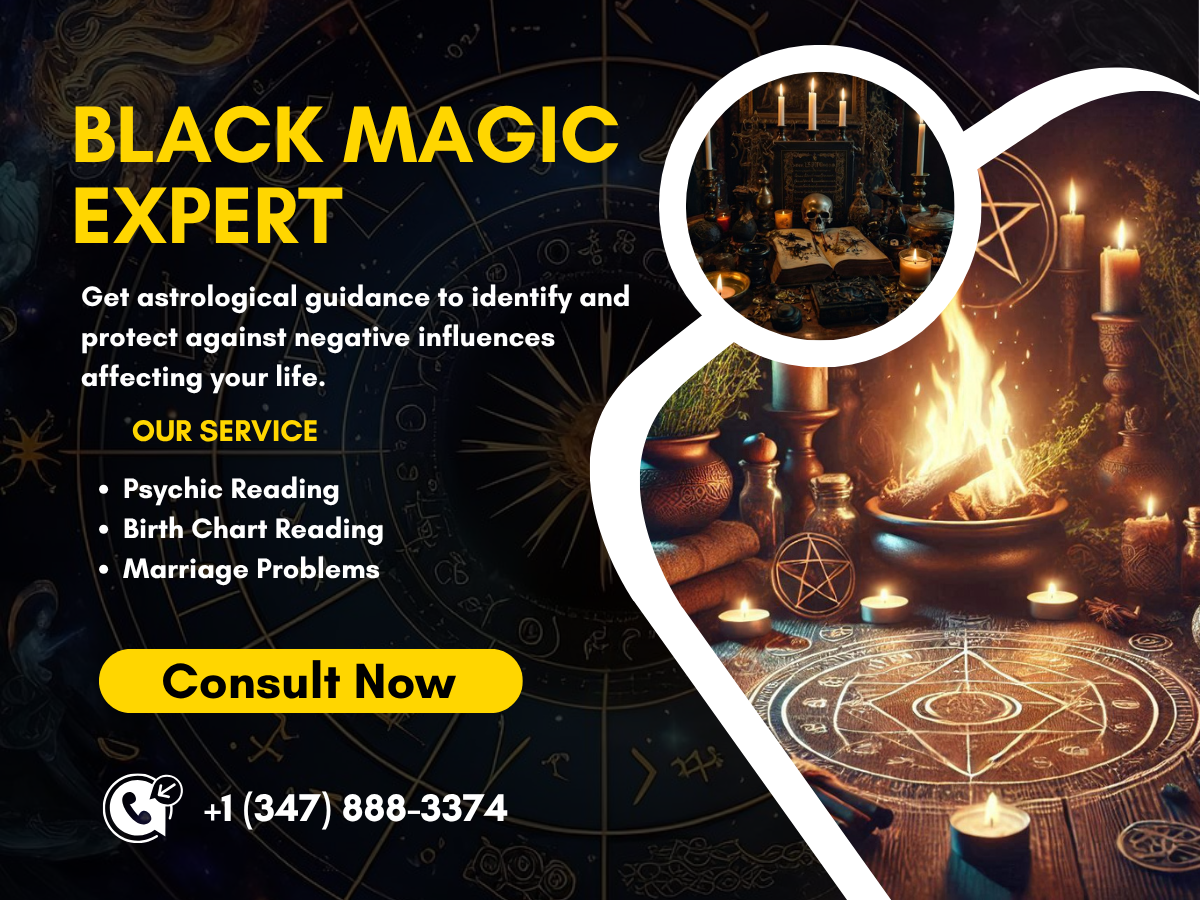 BLACK MAGIC
EXPERT
Get astrological guidance to identify and
protect against negative influences
affecting your life.
OUR SERVICE
• Psychic Reading
• Birth Chart Reading
• Marriage Problems
Consult Now
+1 (347) 888-3374